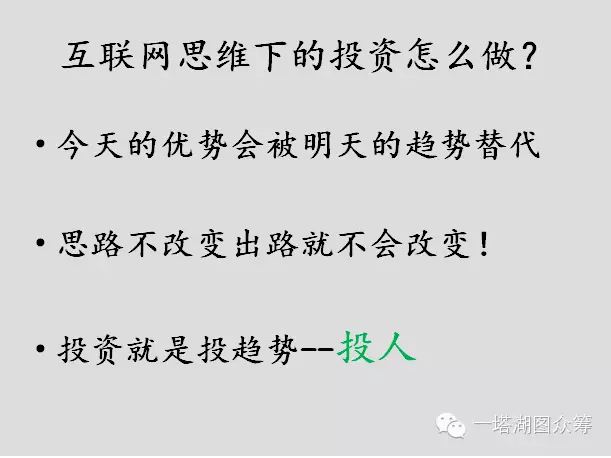 互联网思维下的投资怎么做?
• 今天的优势会被明天的趋势替代
• 思路不改变出路就不会改变!
• 投资就是投趋势--投人
一塔湖图众筹